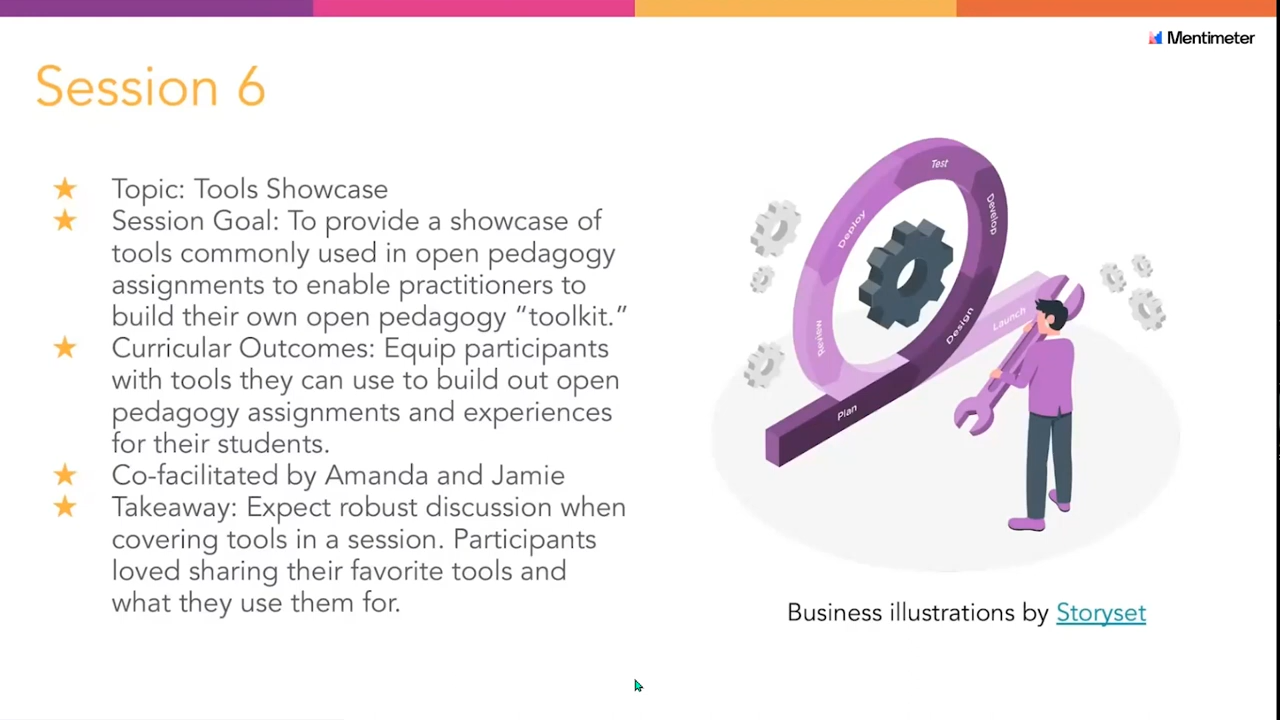 Mentimeter
Session 6
★ Topic: Tools Showcase
★ Session Goal: To provide a showcase of
tools commonly used in open pedagogy
assignments to enable practitioners to
build their own open pedagogy “toolkit.”
★ Curricular Outcomes: Equip participants
with tools they can use to build out open
pedagogy assignments and experiences
for their students.
★ Co-facilitated by Amanda and Jamie
★ Takeaway: Expect robust discussion when
covering tools in a session. Participants
loved sharing their favorite tools and
what they use them for.
Test
Develop
Deploy
Design
Launch
Review
Plan
Business illustrations by Storyset